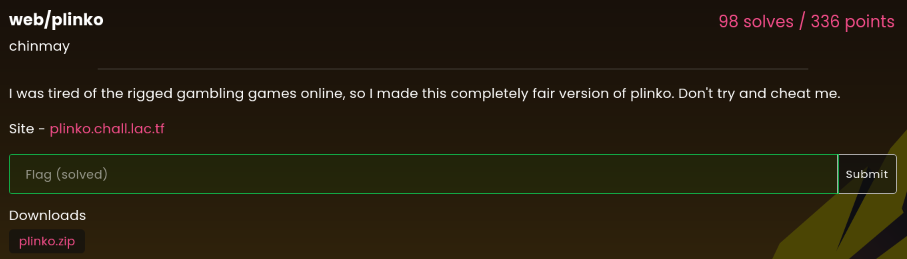 web/plinko
98 solves / 336 points
chinmay
I was tired of the rigged gambling games online, so I made this completely fair version of plinko. Don't try and cheat me.
Site - plinko.chall.lac.tf
Flag (solved)
Submit
Downloads
plinko.zip